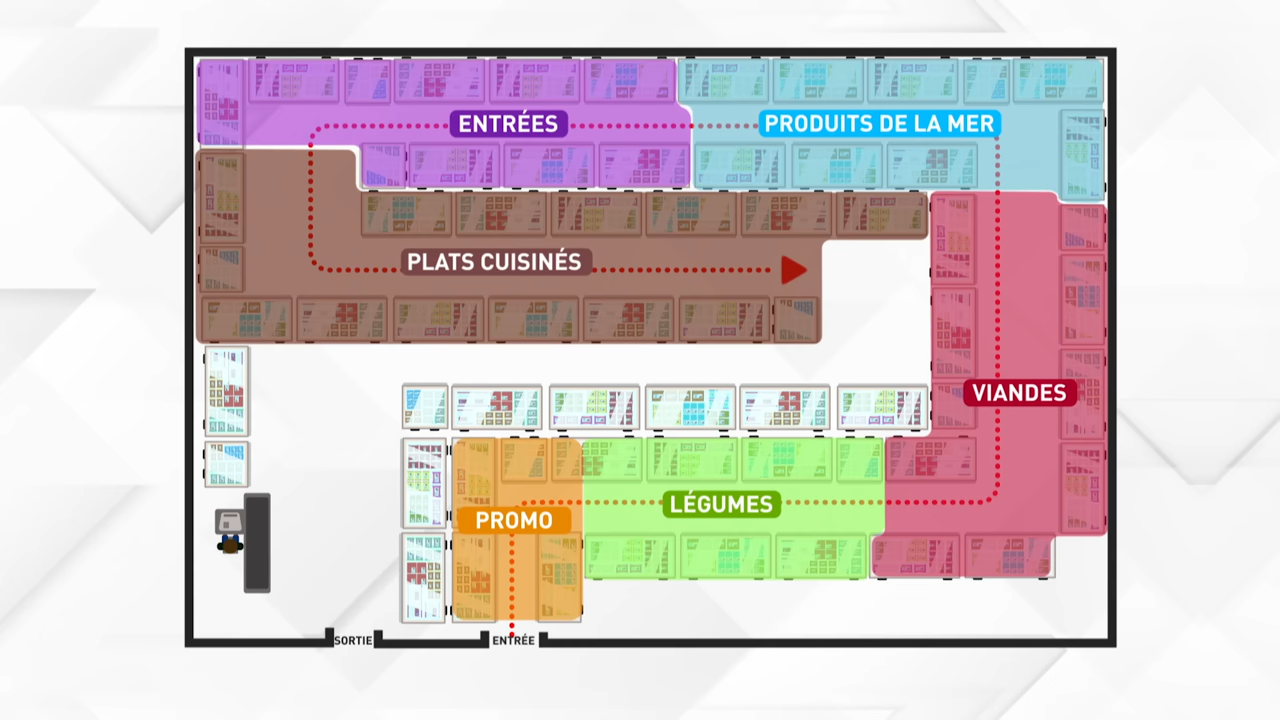 ENTRÉES
PRODUITS DE LA MER
PLATS CUISINÉS
VIANDES
LÉGUMES
PROMO
SORTIE
ENTRÉE